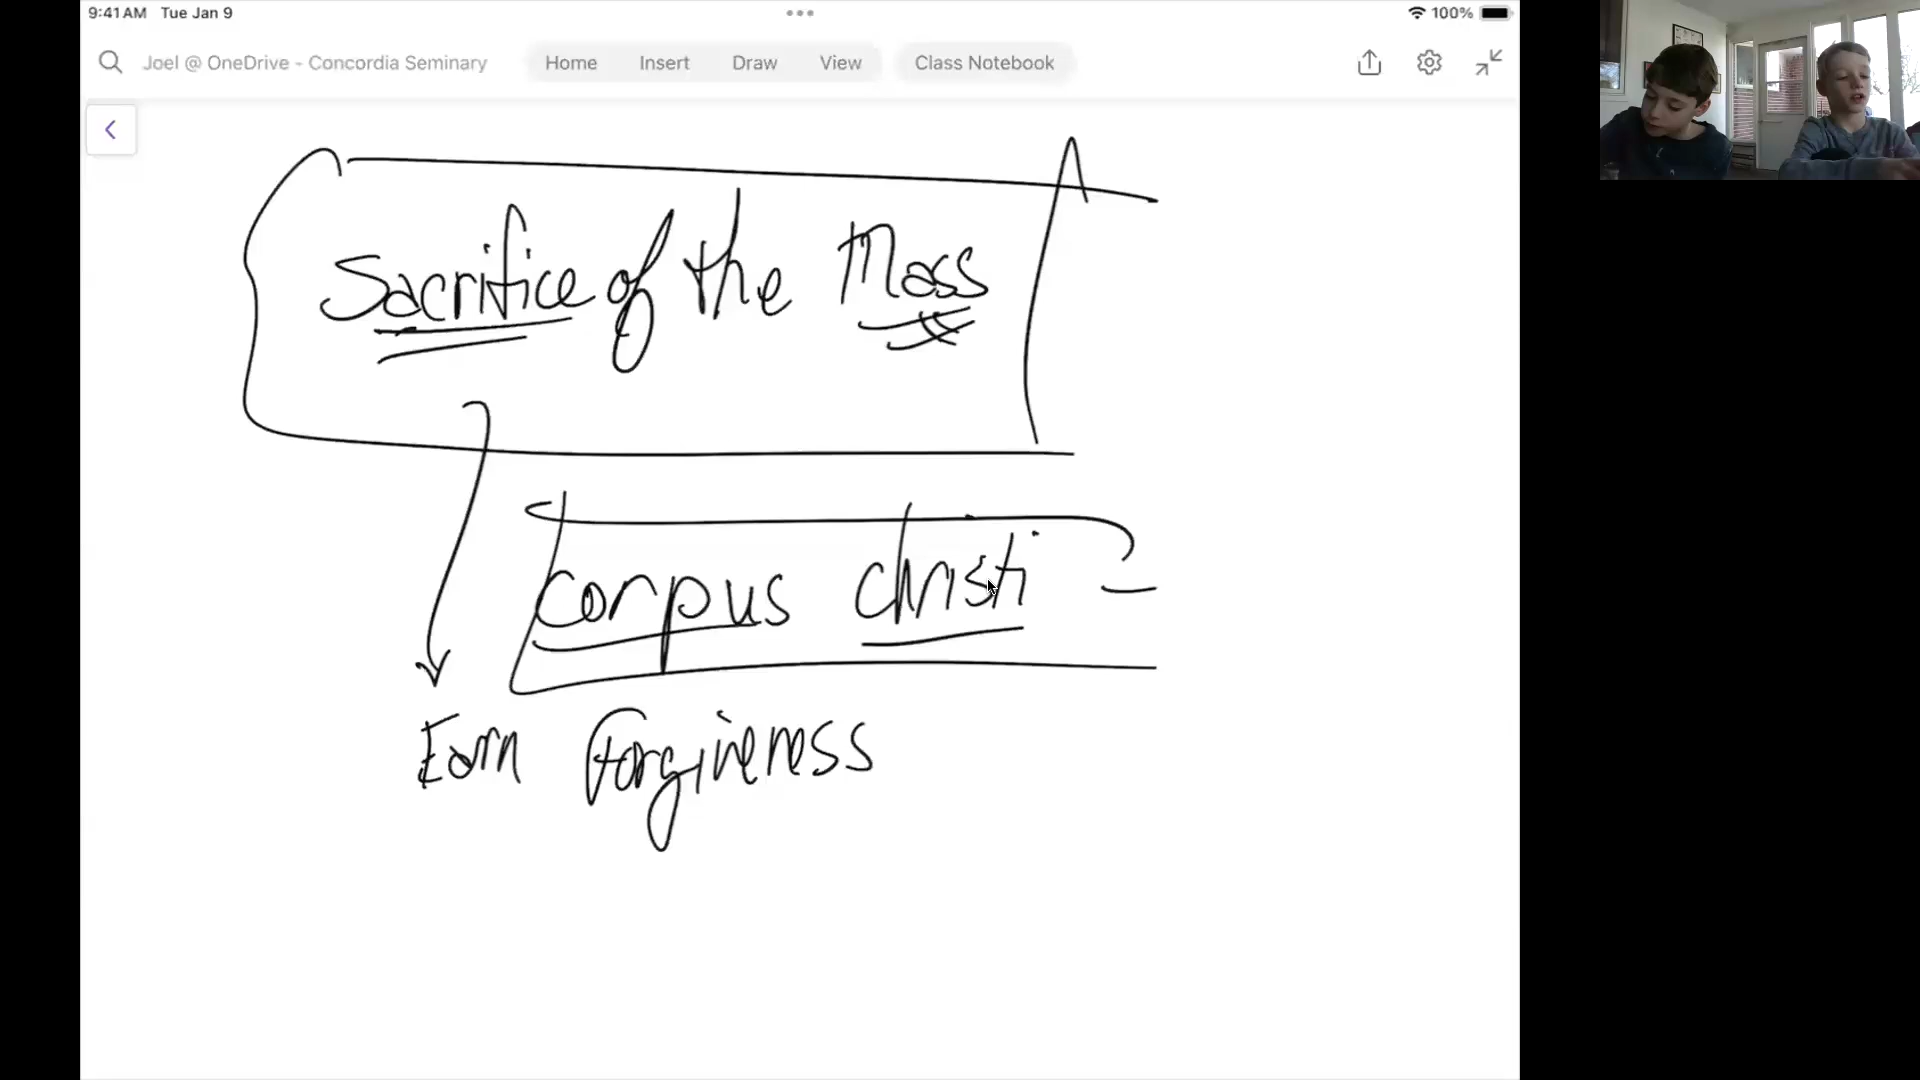 9:41 AM Tue Jan 9 100%
Joel @ OneDrive - Concordia Seminary Home Insert Draw View Class Notebook
Sacrifice of the Mass
corpus christi
Earn Forgiveness